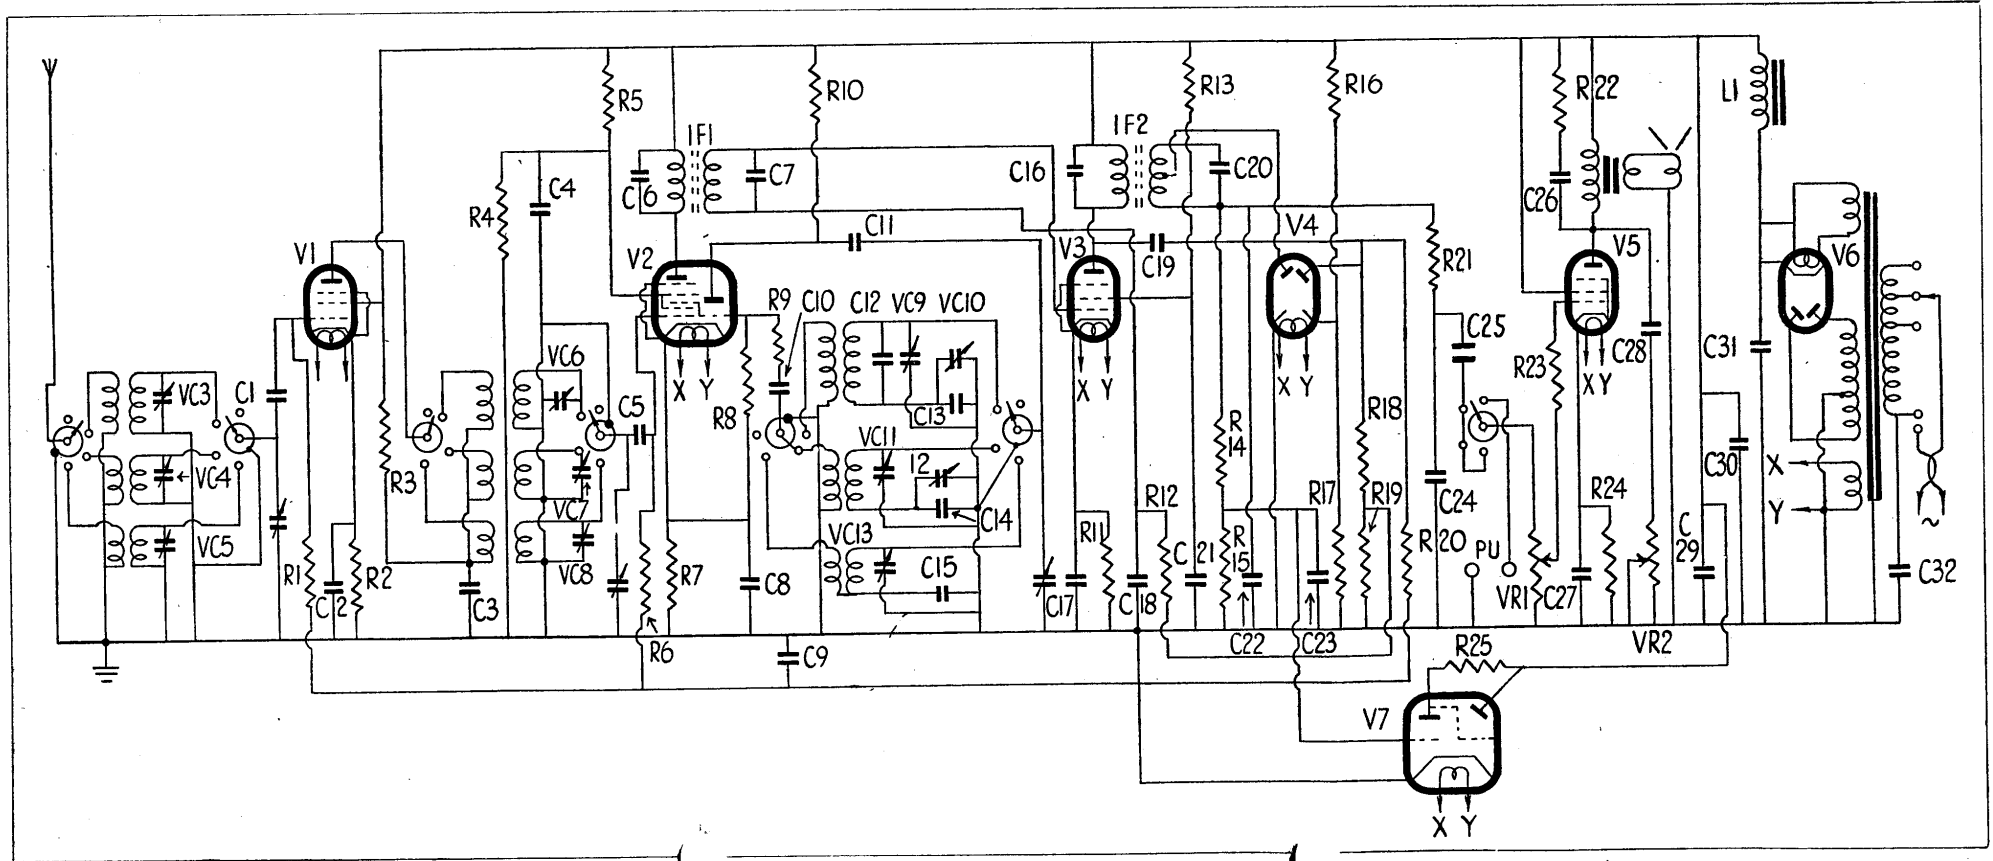 R5
IF1
R10
IF2
R13
R16
R22
L1
C4
C6
C7
C16
C20
C26
R4
V1
V2
C11
V3
C19
V4
R21
V5
V6
R9
C10
C12
VC9
VC10
C25
C28
C31
VC6
X
Y
X
Y
X
Y
R23
X
Y
VC3
C1
R8
C5
C13
R18
VC4
R3
VC11
12
R
14
C24
C30
X
VC7
C14
R12
R17
R19
R24
Y
VC5
VC13
R11
C21
R
15
R20
PU
C
29
~
VC8
R1
C2
R2
C3
R7
C8
C15
C17
C18
VR1
C27
C32
R6
C9
C22
C23
R25
VR2
V7
X
Y